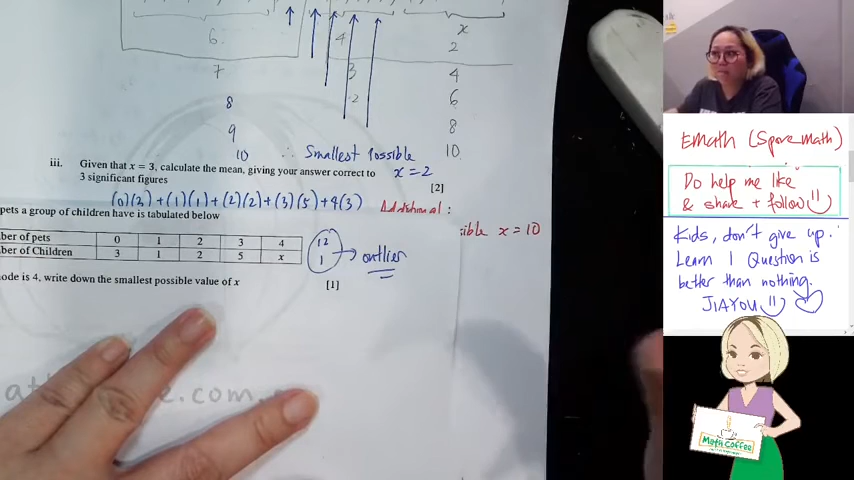 6
4
x
2
7
3
4
8
2
6
9
8
10
∴ Smallest possible
10
iii. Given that x = 3, calculate the mean, giving your answer correct to
x = 2
3 significant figures
[2]
(0)(3) + (1)(1) + (2)(2) + (3)(5) + 4(3)
Additional :
pets a group of children have is tabulated below
x = 10
ber of pets 0 1 2 3 4 12
ber of Children 3 1 2 5 x 1
→ outlier
ode is 4, write down the smallest possible value of x
[1]
.com.
Emath (Spore math)
Do help me like
& share + follow
Kids, don't give up.
Learn 1 Question is
better than nothing.
JIAYOU
Math Coffee